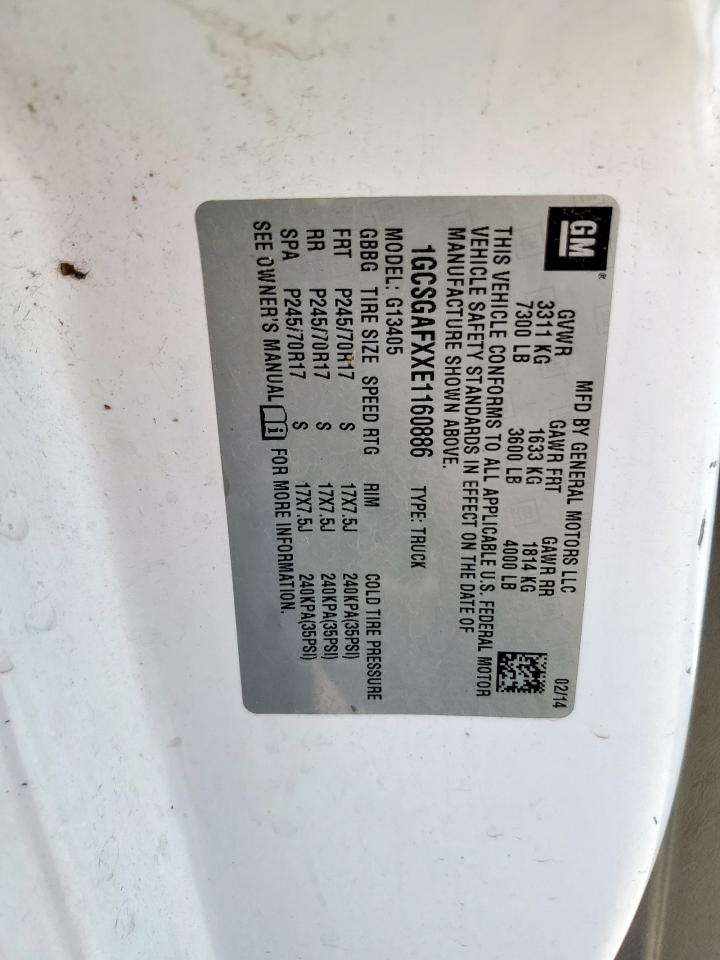 GM®
MFD BY GENERAL MOTORS LLC 02/14
GVWR GAWR FRT GAWR RR
3311 KG 1633 KG 1814 KG
7300 LB 3600 LB 4000 LB
THIS VEHICLE CONFORMS TO ALL APPLICABLE U.S. FEDERAL MOTOR
VEHICLE SAFETY STANDARDS IN EFFECT ON THE DATE OF
MANUFACTURE SHOWN ABOVE.
1GCSGAFXXE1160886 TYPE: TRUCK
MODEL: G13405
GBBG TIRE SIZE SPEED RTG RIM COLD TIRE PRESSURE
FRT P245/70R17 S 17X7.5J 240KPA(35PSI)
RR P245/70R17 S 17X7.5J 240KPA(35PSI)
SPA P245/70R17 S 17X7.5J 240KPA(35PSI)
SEE OWNER'S MANUAL i FOR MORE INFORMATION.